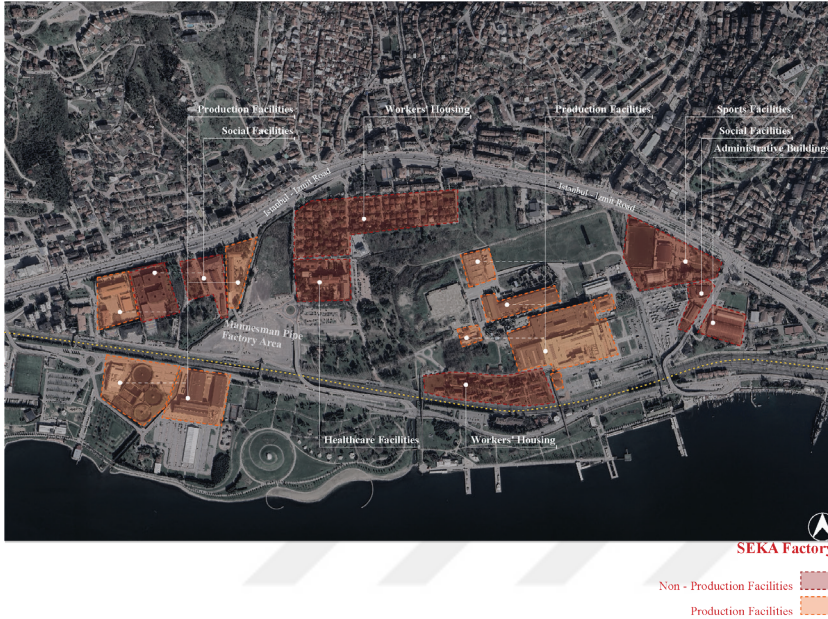 Production Facilities
Workers' Housing
Production Facilities
Sports Facilities
Social Facilities
Social Facilities
Administrative Buildings
Istanbul - Izmit Road
Istanbul - Izmit Road
Mannesman Pipe
Factory Area
Healthcare Facilities
Workers' Housing
SEKA Factory
Non - Production Facilities
Production Facilities